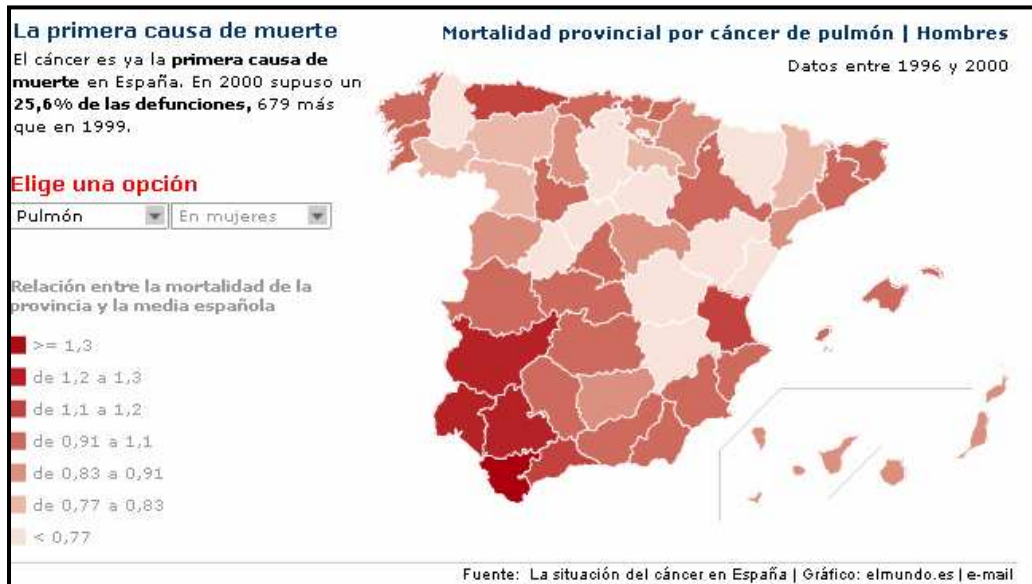 La primera causa de muerte
El cáncer es ya la primera causa de
muerte en España. En 2000 supuso un
25,6% de las defunciones, 679 más
que en 1999.
Elige una opción
Pulmón
En mujeres
Relación entre la mortalidad de la
provincia y la media española
>= 1,3
de 1,2 a 1,3
de 1,1 a 1,2
de 0,91 a 1,1
de 0,83 a 0,91
de 0,77 a 0,83
< 0,77
Mortalidad provincial por cáncer de pulmón | Hombres
Datos entre 1996 y 2000
Fuente: La situación del cáncer en España | Gráfico: elmundo.es | e-mail